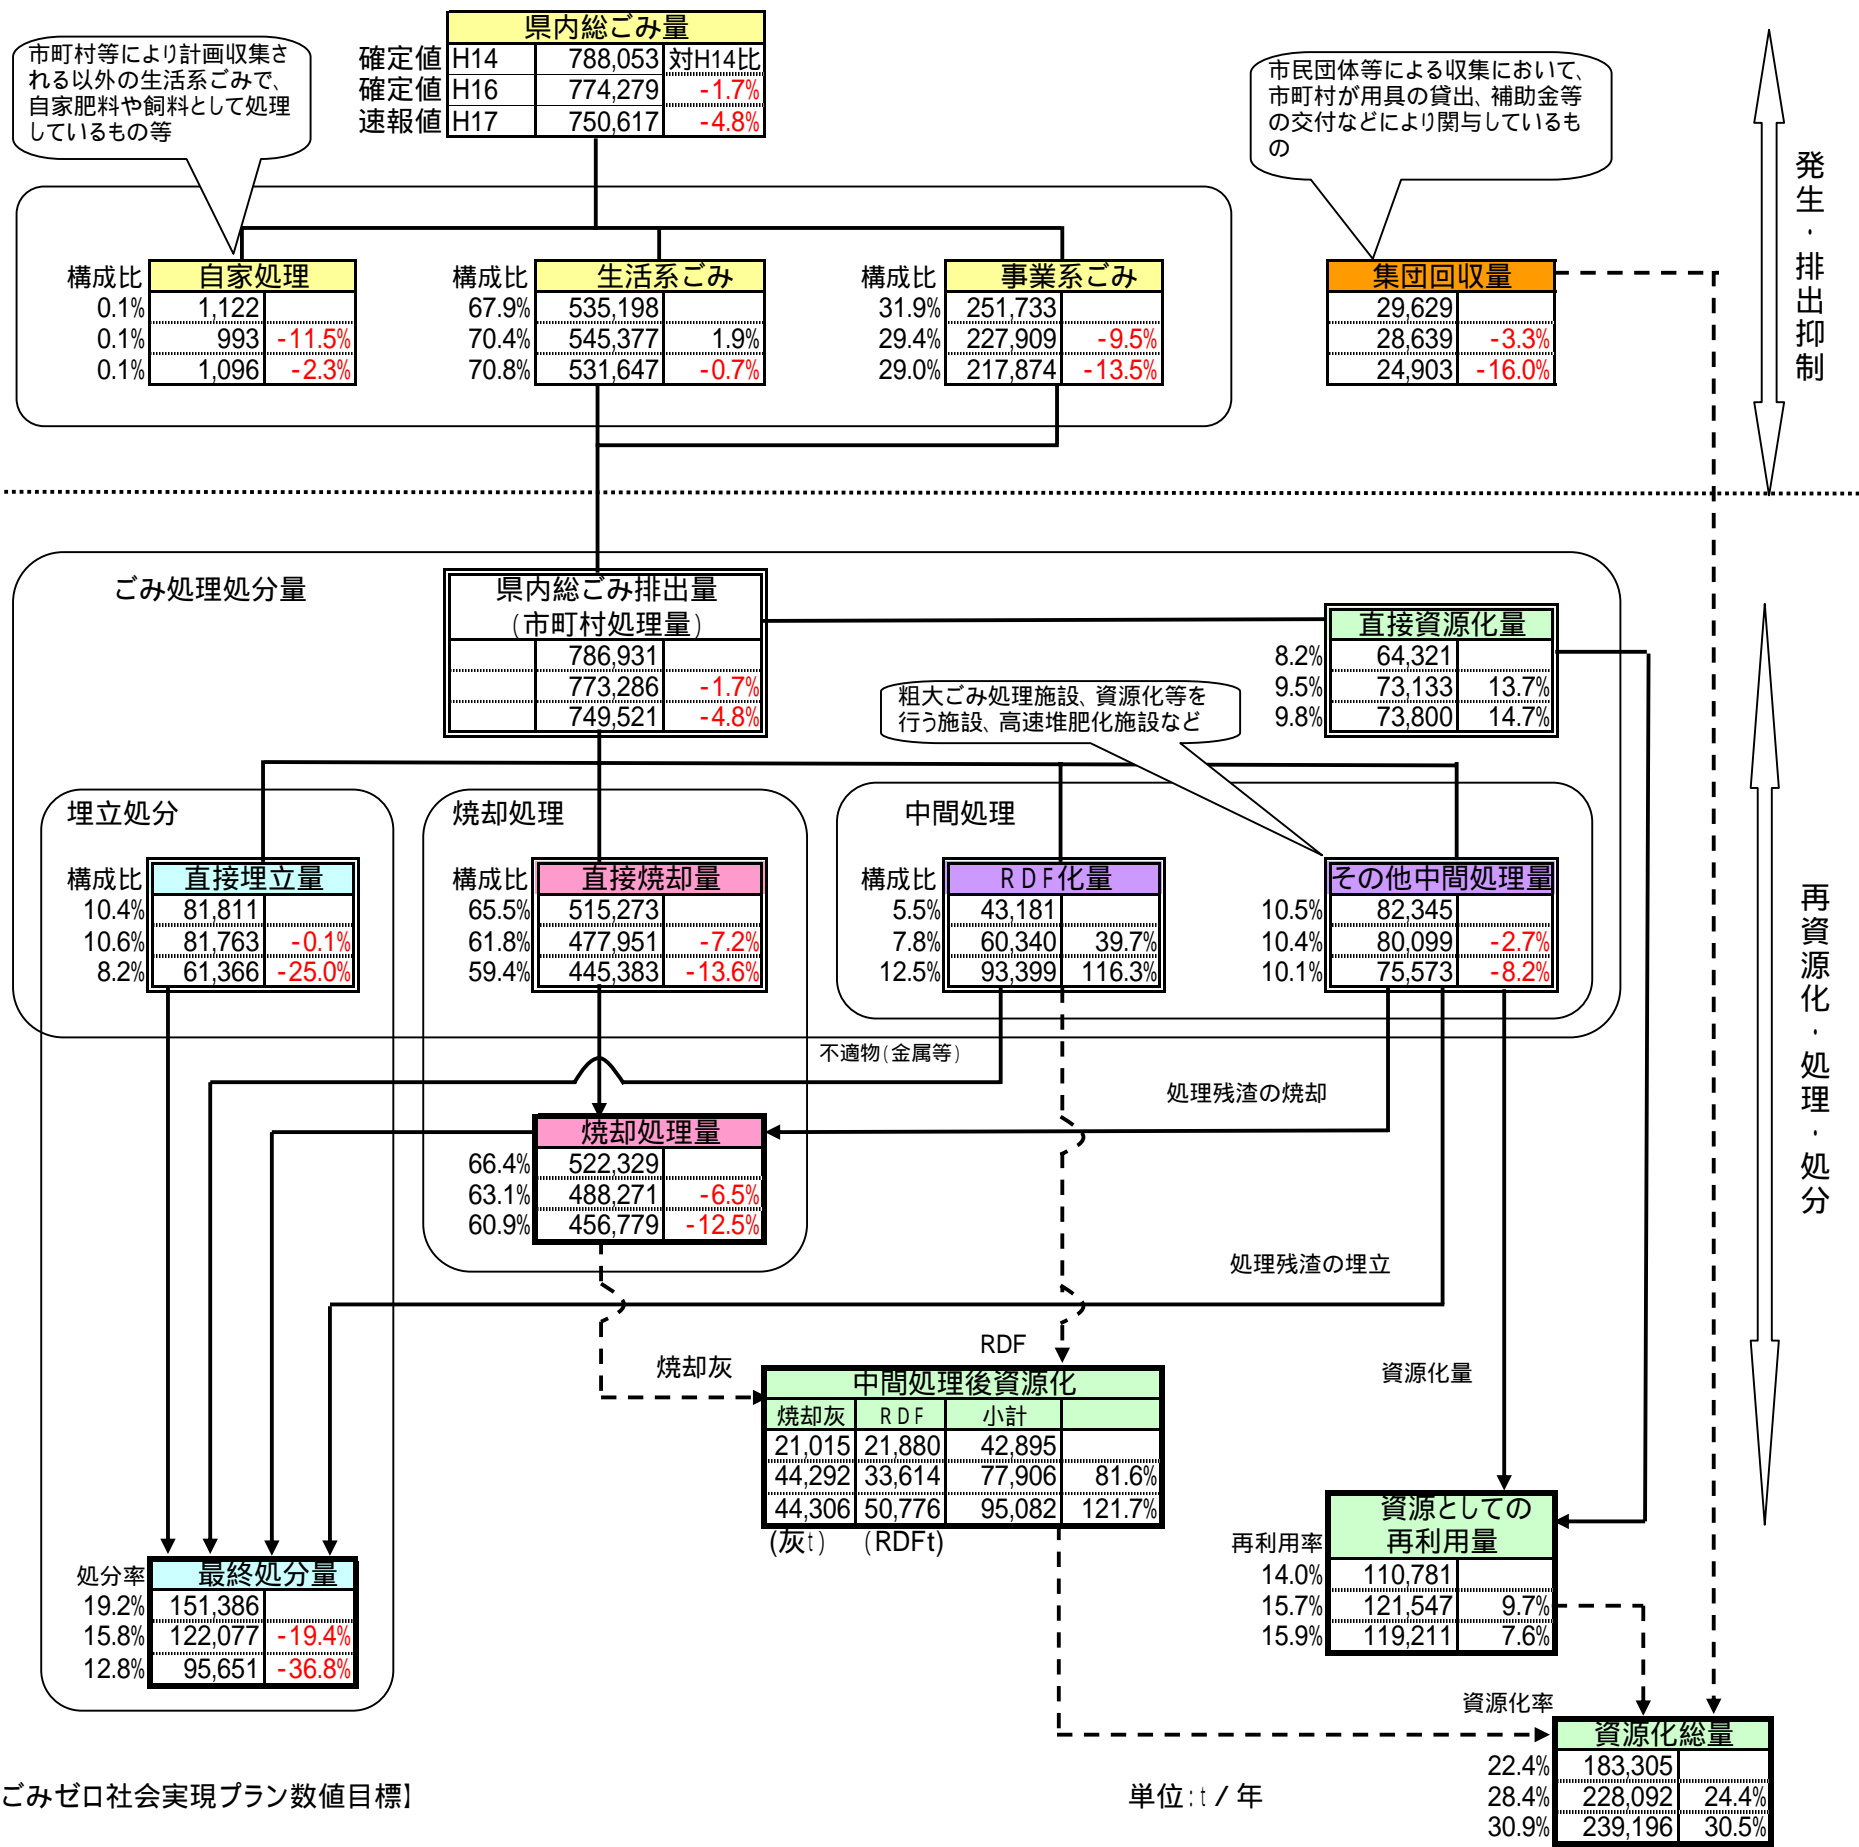 県内総ごみ量
確定値 H14 788,053 対H14比
確定値 H16 774,279 -1.7%
速報値 H17 750,617 -4.8%
市町村等により計画収集さ
れる以外の生活系ごみで、
自家肥料や飼料として処理
しているもの等
市民団体等による収集において、
市町村が用具の貸出、補助金等
の交付などにより関与しているも
の
発生・排出抑制
構成比 自家処理
0.1% 1,122
0.1% 993 -11.5%
0.1% 1,096 -2.3%
構成比 生活系ごみ
67.9% 535,198
70.4% 545,377 1.9%
70.8% 531,647 -0.7%
構成比 事業系ごみ
31.9% 251,733
29.4% 227,909 -9.5%
29.0% 217,874 -13.5%
集団回収量
29,629
28,639 -3.3%
24,903 -16.0%
ごみ処理処分量
県内総ごみ排出量
(市町村処理量)
786,931
773,286 -1.7%
749,521 -4.8%
直接資源化量
8.2% 64,321
9.5% 73,133 13.7%
9.8% 73,800 14.7%
粗大ごみ処理施設、資源化等を
行う施設、高速堆肥化施設など
再資源化・処理・処分
埋立処分
構成比 直接埋立量
10.4% 81,811
10.6% 81,763 -0.1%
8.2% 61,366 -25.0%
焼却処理
構成比 直接焼却量
65.5% 515,273
61.8% 477,951 -7.2%
59.4% 445,383 -13.6%
中間処理
構成比 RDF化量
5.5% 43,181
7.8% 60,340 39.7%
12.5% 93,399 116.3%
その他中間処理量
10.5% 82,345
10.4% 80,099 -2.7%
10.1% 75,573 -8.2%
不適物(金属等)
処理残渣の焼却
焼却処理量
66.4% 522,329
63.1% 488,271 -6.5%
60.9% 456,779 -12.5%
処理残渣の埋立
RDF
焼却灰
資源化量
中間処理後資源化
焼却灰 RDF 小計
21,015 21,880 42,895
44,292 33,614 77,906 81.6%
44,306 50,776 95,082 121.7%
(灰t) (RDFt)
資源としての
再利用率 再利用量
14.0% 110,781
15.7% 121,547 9.7%
15.9% 119,211 7.6%
処分率 最終処分量
19.2% 151,386
15.8% 122,077 -19.4%
12.8% 95,651 -36.8%
資源化率
資源化総量
22.4% 183,305
28.4% 228,092 24.4%
30.9% 239,196 30.5%
ごみゼロ社会実現プラン数値目標】
単位:t/年